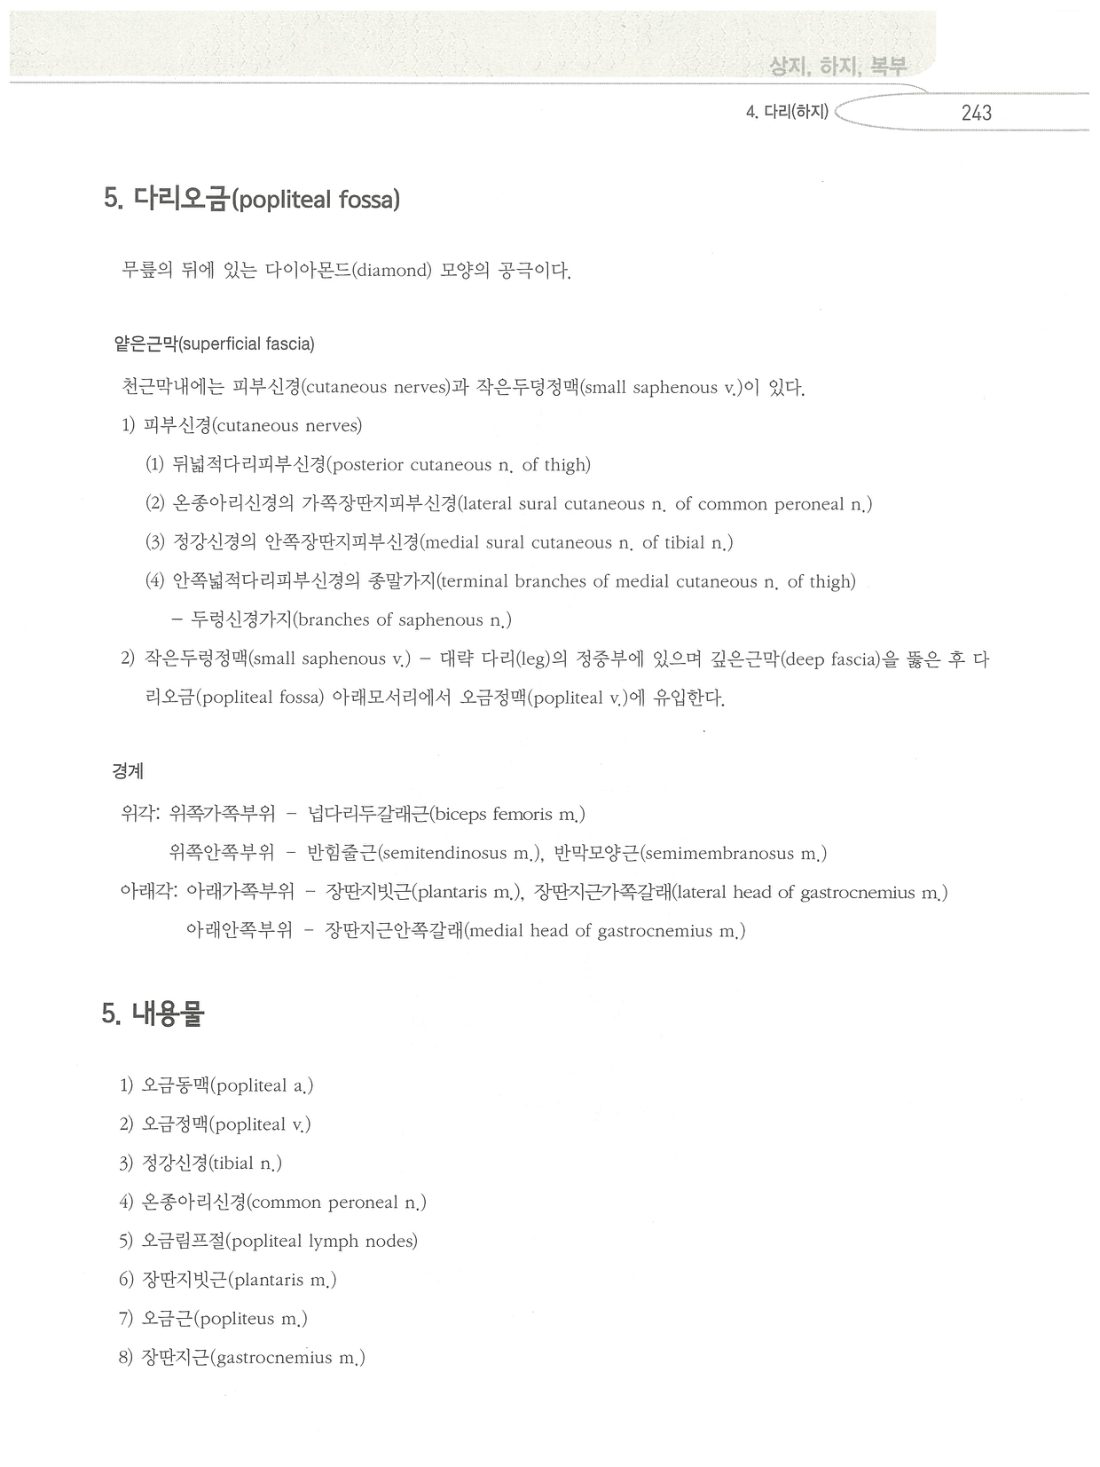 상지, 하지, 복부
4. 다리(하지)
243
5. 다리오금(popliteal fossa)
무릎의 뒤에 있는 다이아몬드(diamond) 모양의 공극이다.
얕은근막(superficial fascia)
천근막내에는 피부신경(cutaneous nerves)과 작은두덩정맥(small saphenous v.)이 있다.
1) 피부신경(cutaneous nerves)
(1) 뒤넓적다리피부신경(posterior cutaneous n. of thigh)
(2) 온종아리신경의 가쪽장딴지피부신경(lateral sural cutaneous n. of common peroneal n.)
(3) 정강신경의 안쪽장딴지피부신경(medial sural cutaneous n. of tibial n.)
(4) 안쪽넓적다리피부신경의 종말가지(terminal branches of medial cutaneous n. of thigh)
- 두렁신경가지(branches of saphenous n.)
2) 작은두렁정맥(small saphenous v.) - 대략 다리(leg)의 정중부에 있으며 깊은근막(deep fascia)을 뚫은 후 다
리오금(popliteal fossa) 아래모서리에서 오금정맥(popliteal v.)에 유입한다.
경계
위각: 위쪽가쪽부위 - 넙다리두갈래근(biceps femoris m.)
위쪽안쪽부위 - 반힘줄근(semitendinosus m.), 반막모양근(semimembranosus m.)
아래각: 아래가쪽부위 - 장딴지빗근(plantaris m.), 장딴지근가쪽갈래(lateral head of gastrocnemius m.)
아래안쪽부위 - 장딴지근안쪽갈래(medial head of gastrocnemius m.)
5. 내용물
1) 오금동맥(popliteal a.)
2) 오금정맥(popliteal v.)
3) 정강신경(tibial n.)
4) 온종아리신경(common peroneal n.)
5) 오금림프절(popliteal lymph nodes)
6) 장딴지빗근(plantaris m.)
7) 오금근(popliteus m.)
8) 장딴지근(gastrocnemius m.)